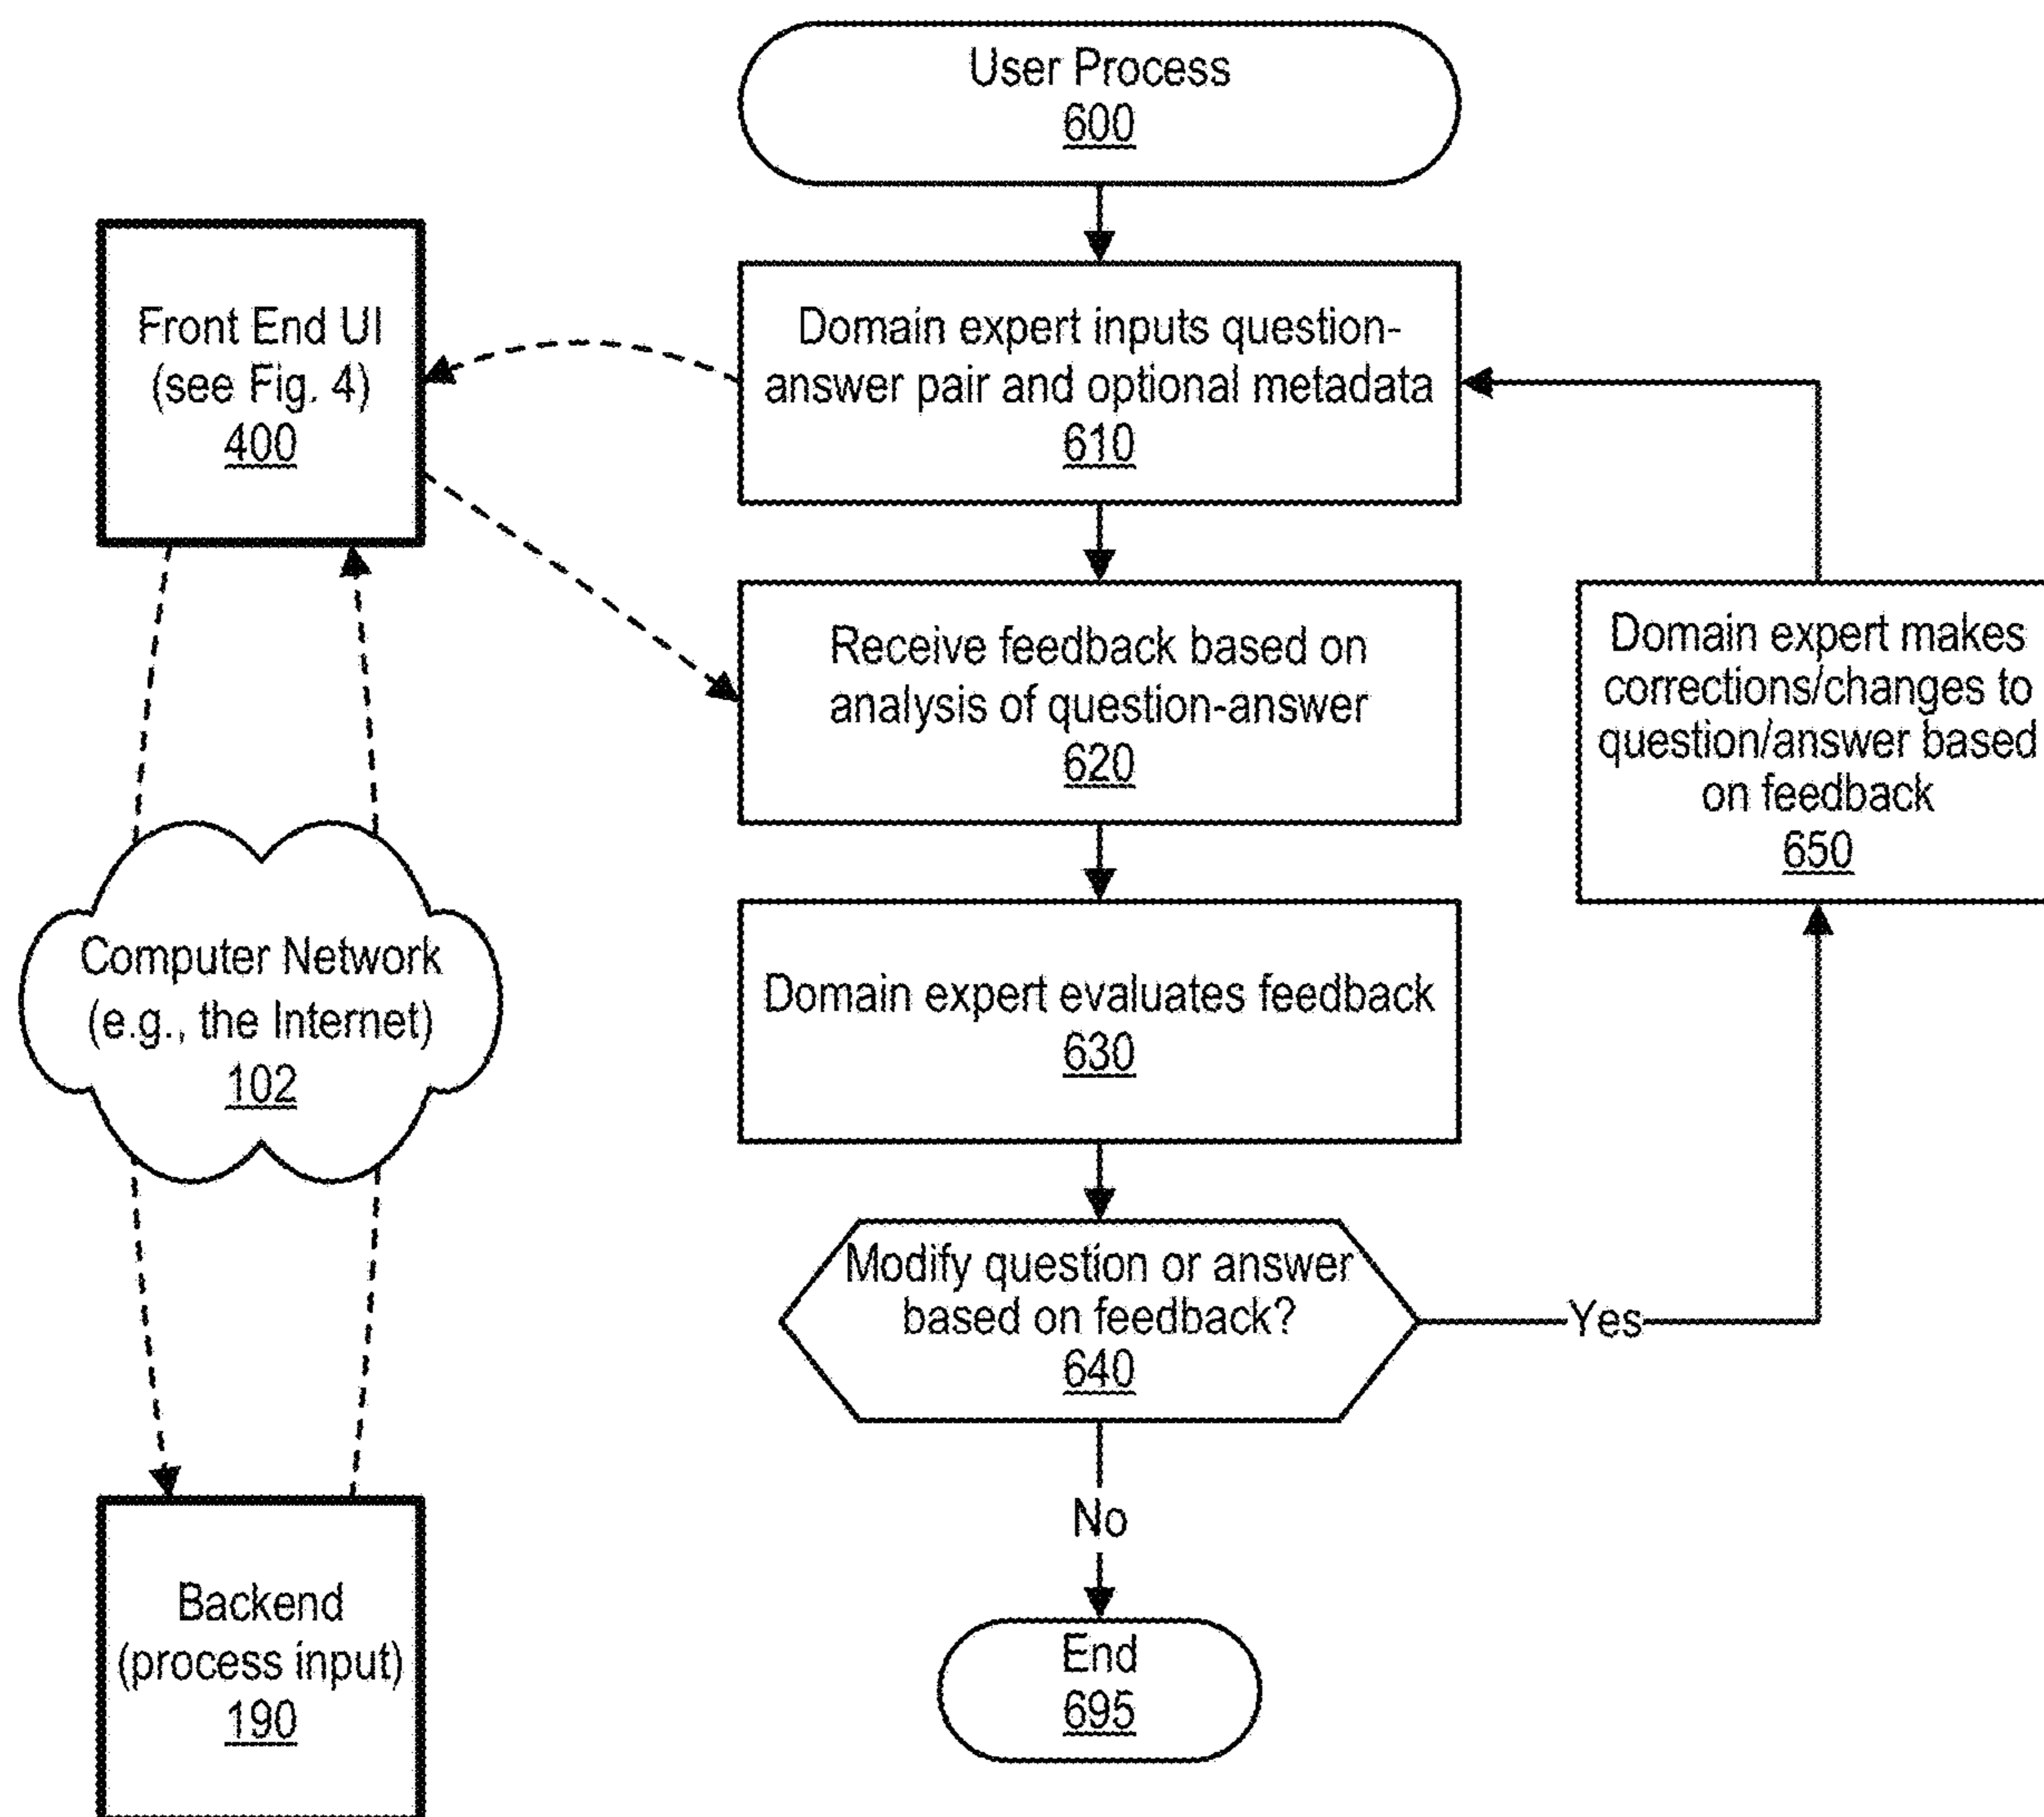 User Process
600
Front End UI
(see Fig. 4)
400
Domain expert inputs question-
answer pair and optional metadata
610
Receive feedback based on
analysis of question-answer
620
Domain expert makes
corrections/changes to
question/answer based
on feedback
650
Computer Network
(e.g., the Internet)
102
Domain expert evaluates feedback
630
Modify question or answer
based on feedback?
640
Yes
No
Backend
(process input)
190
End
695